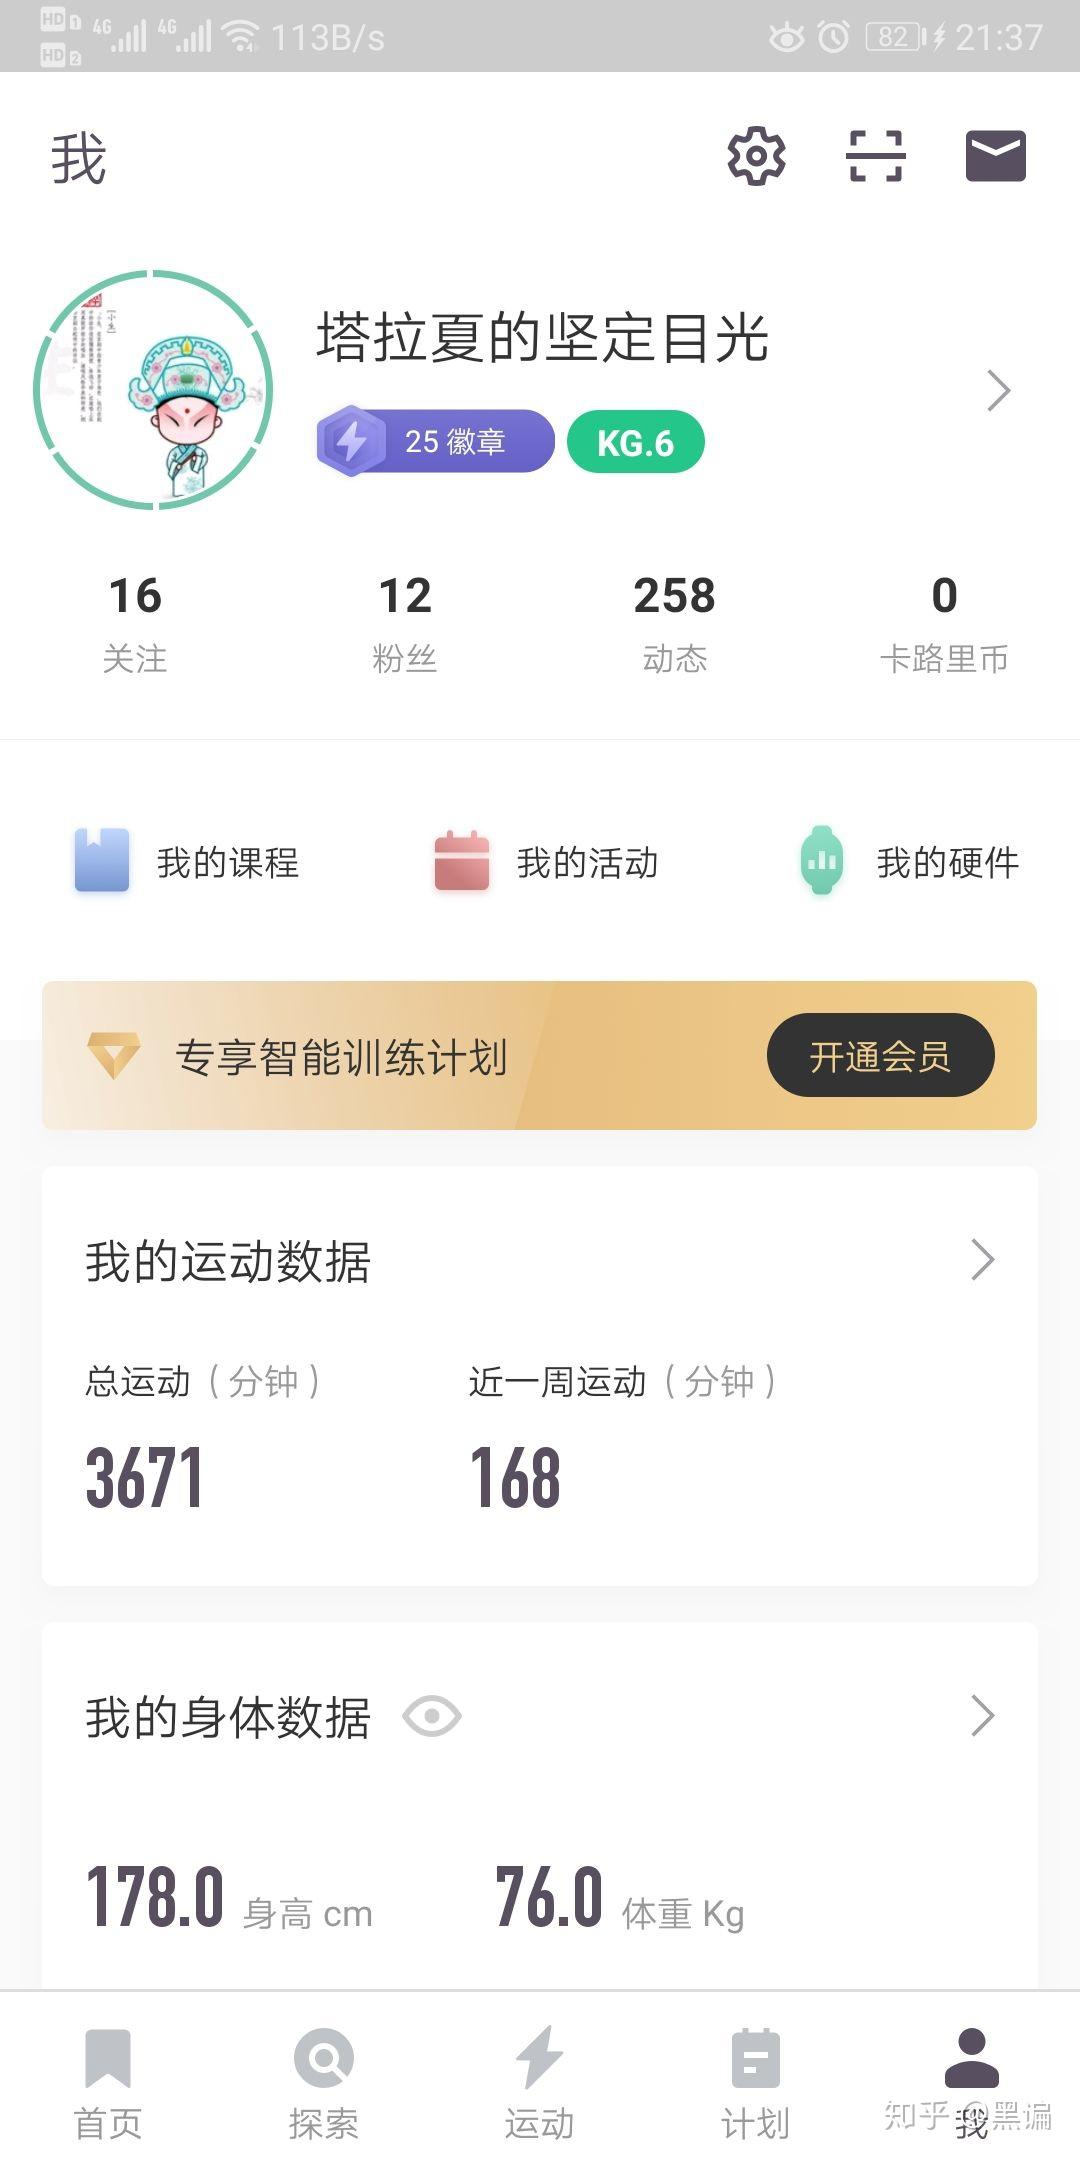 HD 1 4G 4G 113B/s 82 21:37
HD 2
我
塔拉夏的坚定目光
25 徽章 KG.6
16 12 258 0
关注 粉丝 动态 卡路里币
我的课程 我的活动 我的硬件
专享智能训练计划 开通会员
我的运动数据
总运动（分钟） 近一周运动（分钟）
3671 168
我的身体数据
178.0 身高 cm 76.0 体重 Kg
首页 探索 运动 计划 我
知乎 @黑谝